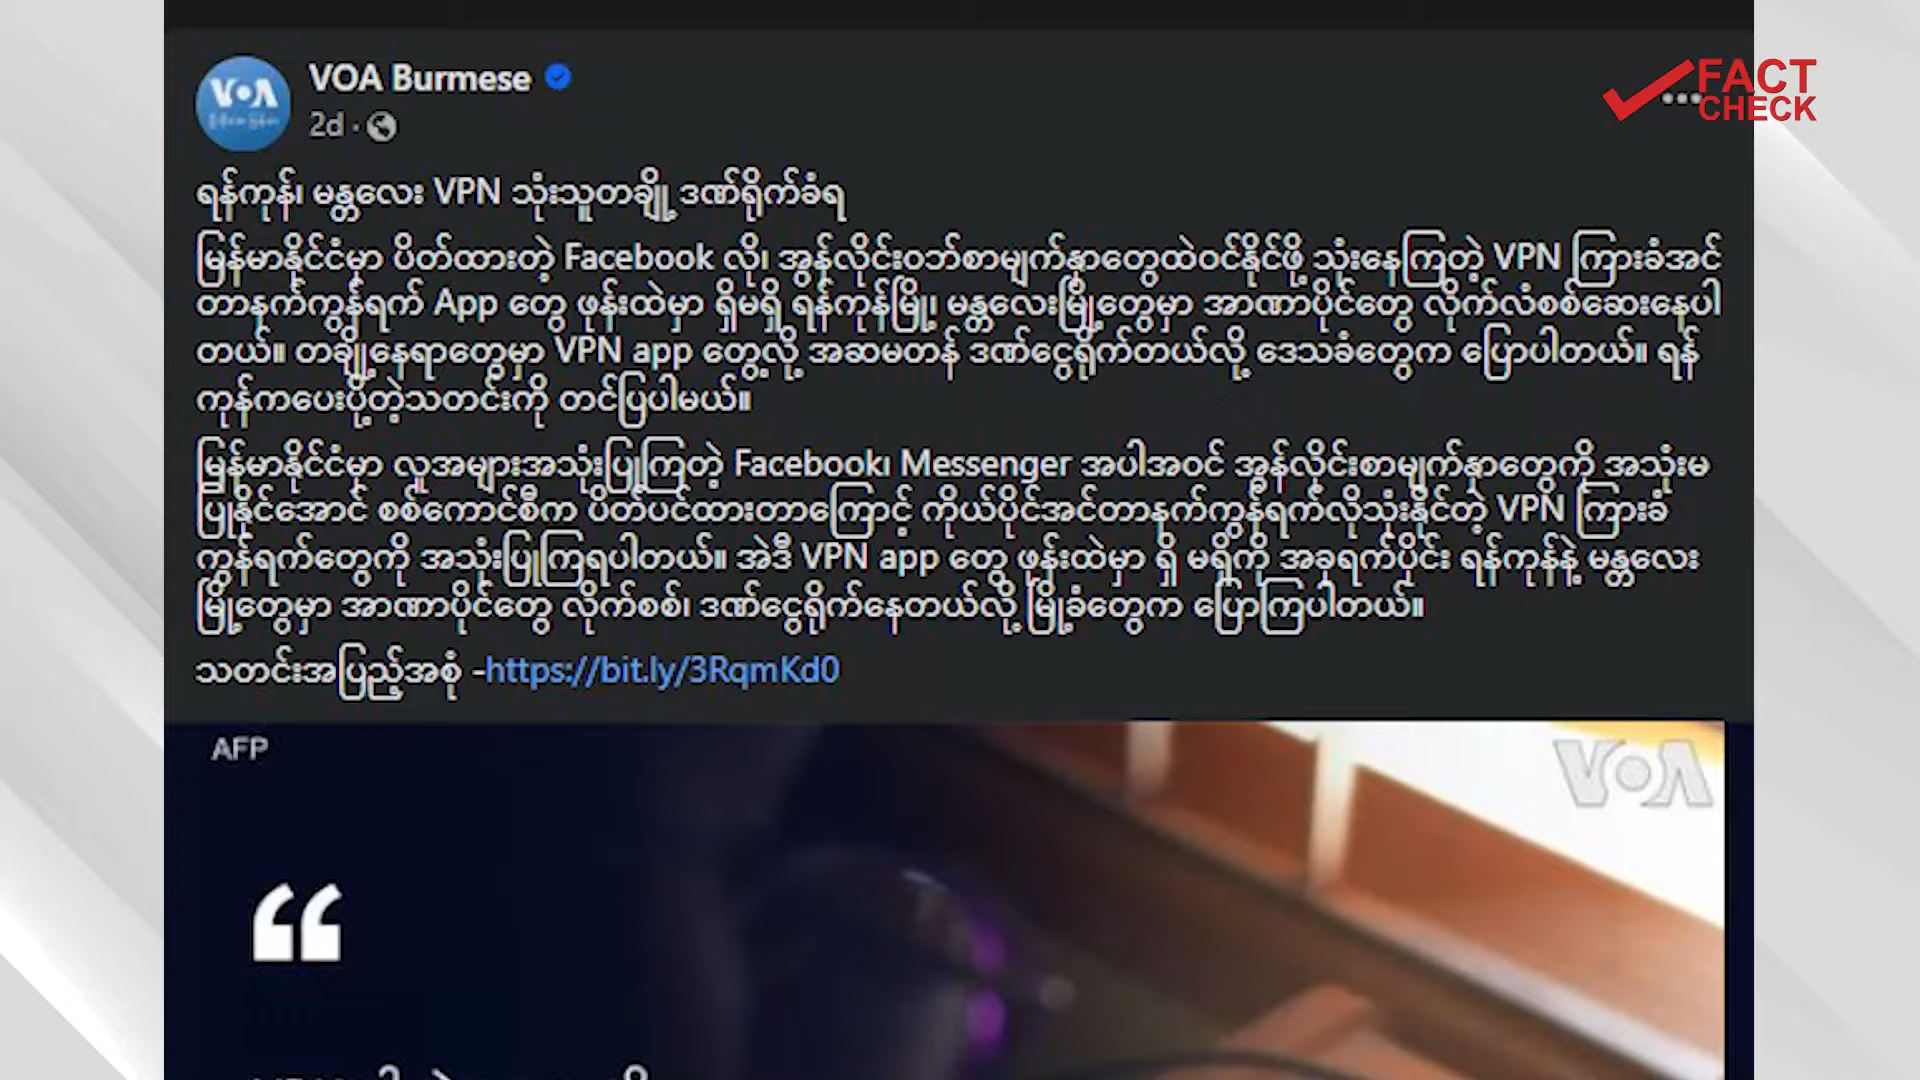 VOA Burmese
2d ·
FACT
CHECK
VOA
ရန်ကုန်၊ မန္တလေး VPN သုံးသူတချို့ ဒဏ်ရိုက်ခံရ
မြန်မာနိုင်ငံမှာ ပိတ်ထားတဲ့ Facebook လို၊ အွန်လိုင်းဝဘ်စာမျက်နှာတွေထဲဝင်နိုင်ဖို့ သုံးနေကြတဲ့ VPN ကြားခံအင်
တာနက်ကွန်ရက် App တွေ ဖုန်းထဲမှာ ရှိမရှိ ရန်ကုန်မြို့၊ မန္တလေးမြို့တွေမှာ အာဏာပိုင်တွေ လိုက်လံစစ်ဆေးနေပါ
တယ်။ တချို့နေရာတွေမှာ VPN app တွေ့လို့ အဆမတန် ဒဏ်ငွေရိုက်တယ်လို့ ဒေသခံတွေက ပြောပါတယ်။ ရန်
ကုန်ကပေးပို့တဲ့သတင်းကို တင်ပြပါမယ်။
မြန်မာနိုင်ငံမှာ လူအများအသုံးပြုကြတဲ့ Facebook၊ Messenger အပါအဝင် အွန်လိုင်းစာမျက်နှာတွေကို အသုံးမ
ပြုနိုင်အောင် စစ်ကောင်စီက ပိတ်ပင်ထားတာကြောင့် ကိုယ်ပိုင်အင်တာနက်ကွန်ရက်လိုသုံးနိုင်တဲ့ VPN ကြားခံ
ကွန်ရက်တွေကို အသုံးပြုကြရပါတယ်။ အဲဒီ VPN app တွေ ဖုန်းထဲမှာ ရှိ မရှိကို အခုရက်ပိုင်း ရန်ကုန်နဲ့ မန္တလေး
မြို့တွေမှာ အာဏာပိုင်တွေ လိုက်စစ်၊ ဒဏ်ငွေရိုက်နေတယ်လို့ မြို့ခံတွေက ပြောကြပါတယ်။
သတင်းအပြည့်အစုံ -https://bit.ly/3RqmKd0
AFP
VOA
“